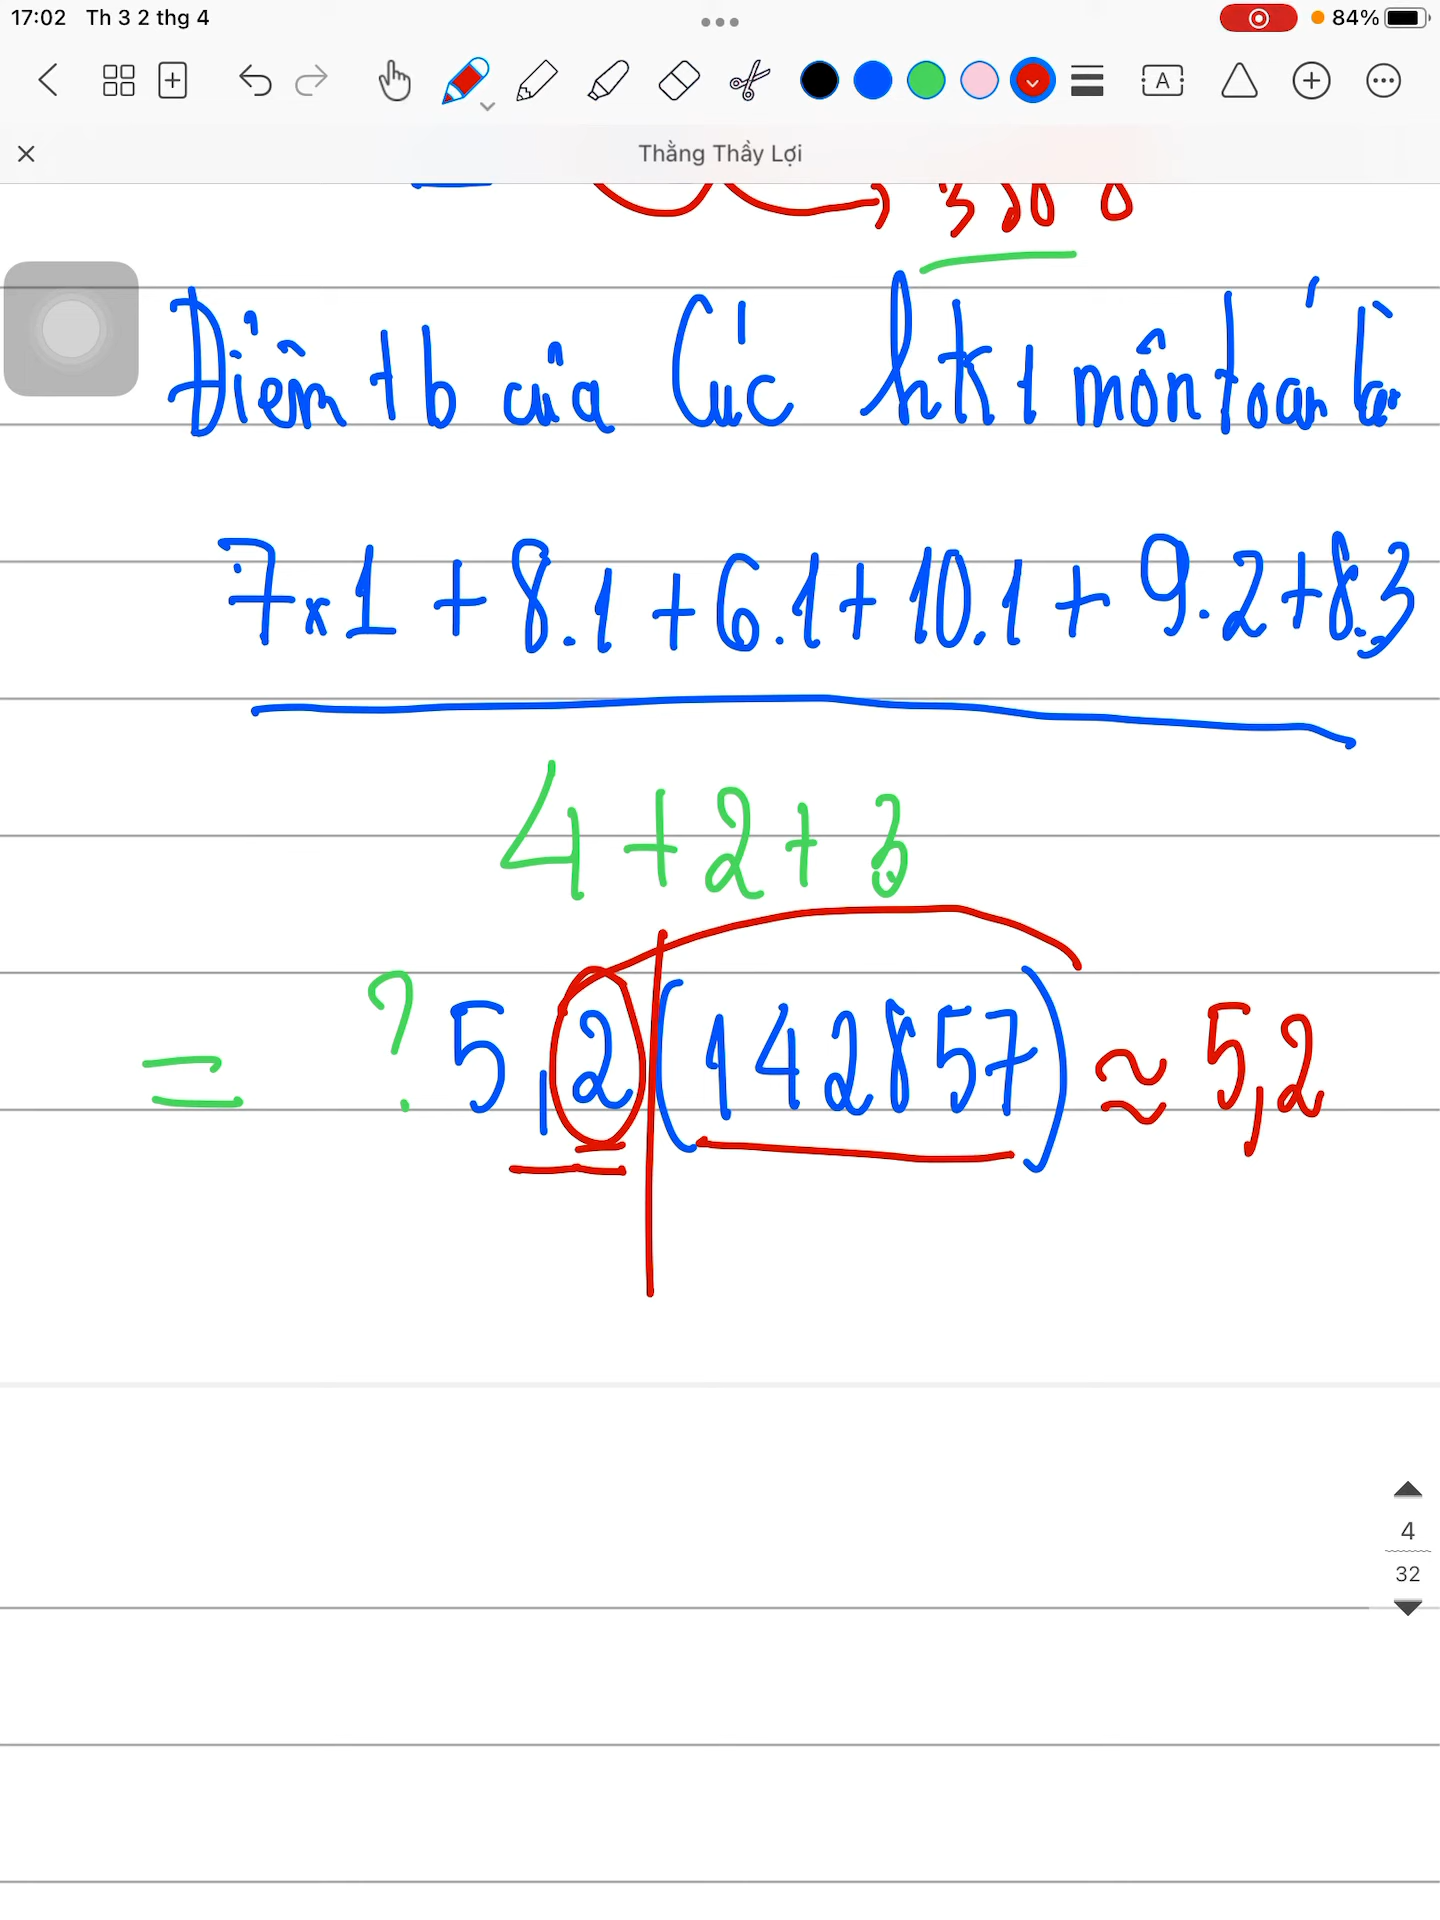 17:02 Th 3 2 thg 4 84%
A
Thằng Thầy Lợi
Điểm tb của Cúc hk1 môn toán là
7x1 + 8.1 + 6.1 + 10.1 + 9.2 + 8.3
4 + 2 + 3
= ? 5,2(142857) ≈ 5,2
4
32